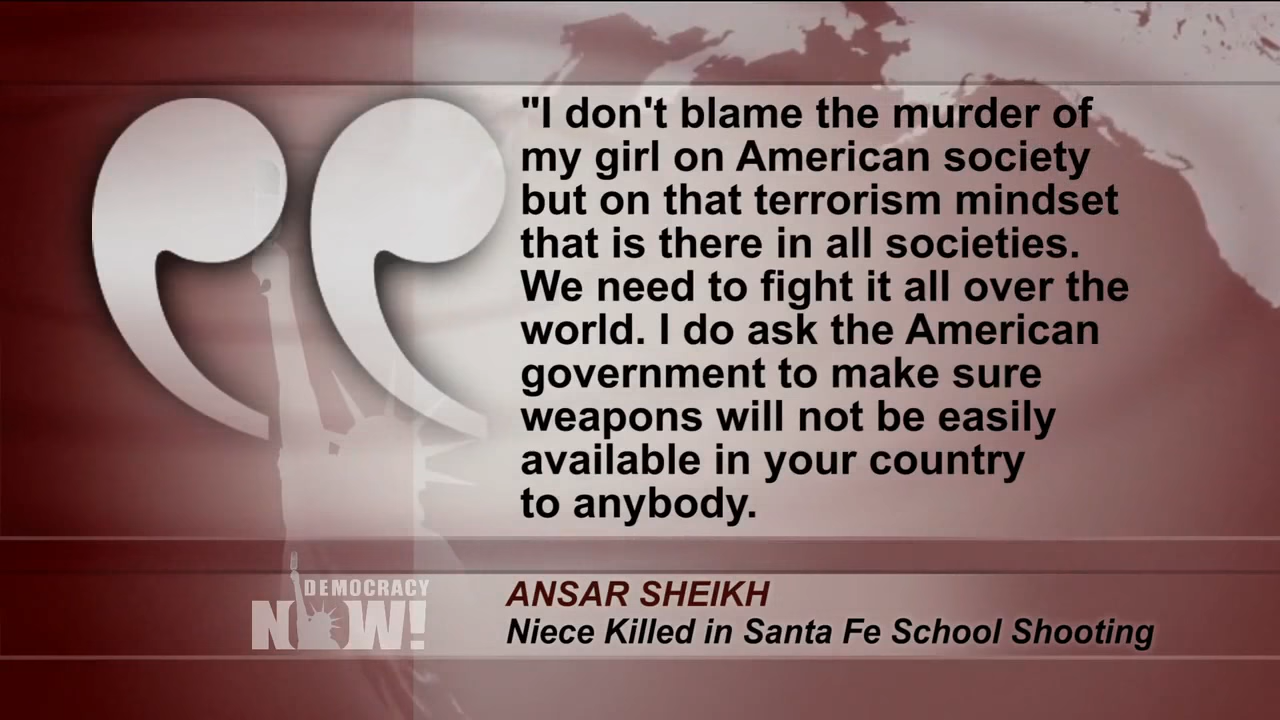 "I don't blame the murder of
my girl on American society
but on that terrorism mindset
that is there in all societies.
We need to fight it all over the
world. I do ask the American
government to make sure
weapons will not be easily
available in your country
to anybody.
DEMOCRACY
NOW!
ANSAR SHEIKH
Niece Killed in Santa Fe School Shooting